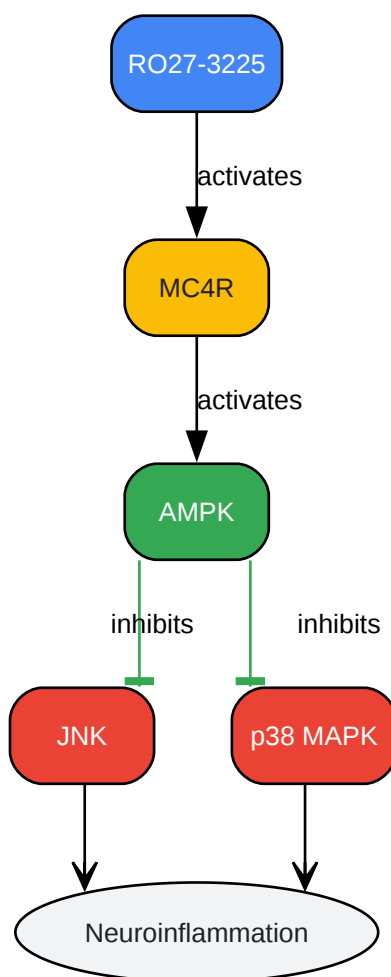 RO27-3225
activates
MC4R
activates
AMPK
inhibits
inhibits
JNK
p38 MAPK
Neuroinflammation